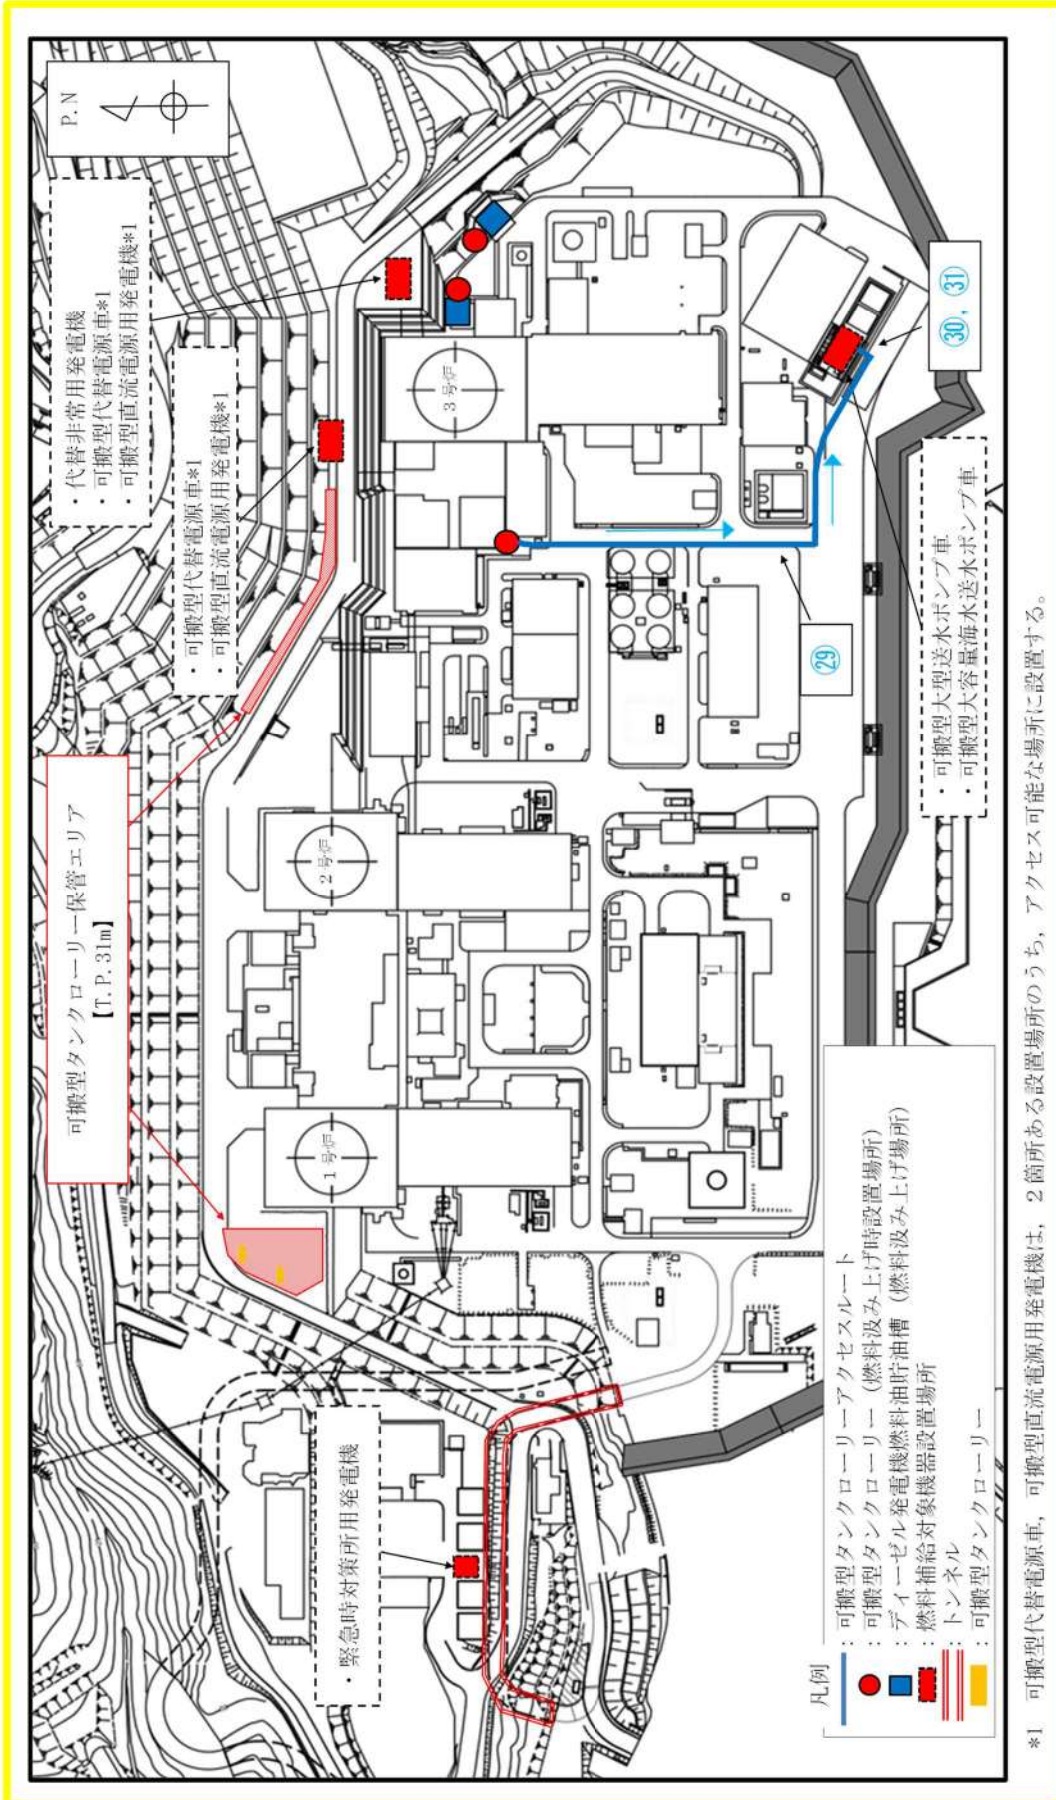 P.N
・代替非常用発電機
・可搬型代替電源車*1
・可搬型直流電源用発電機*1
・可搬型代替電源車*1
・可搬型直流電源用発電機*1
可搬型タンクローリー保管エリア
【T.P.31m】
3号炉
2号炉
1号炉
㉙
㉚, ㉛
・可搬型大型送水ポンプ車
・可搬型大容量海水送水ポンプ車
・緊急時対策所用発電機
凡例
：可搬型タンクローリーアクセスルート
：可搬型タンクローリー（燃料汲み上げ時設置場所）
：ディーゼル発電機燃料油貯油槽（燃料汲み上げ場所）
：燃料補給対象機器設置場所
：トンネル
：可搬型タンクローリー
*1　可搬型代替電源車，可搬型直流電源用発電機は，2箇所ある設置場所のうち，アクセス可能な場所に設置する。